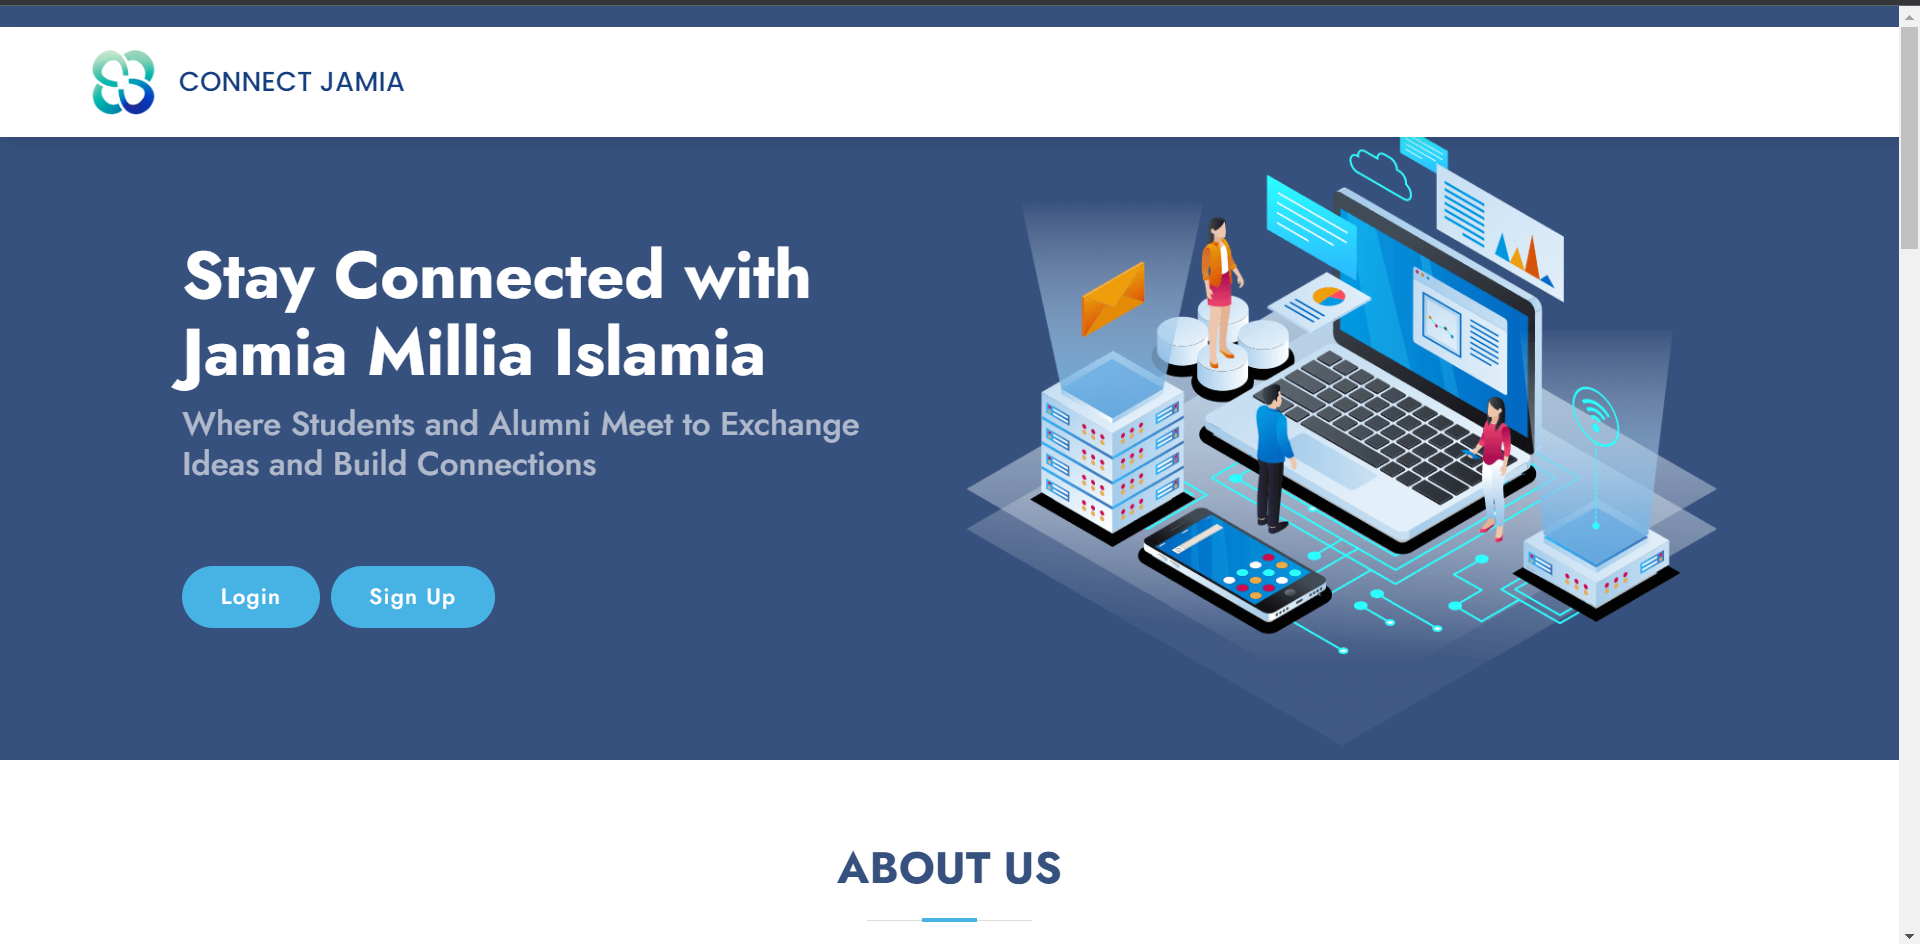 CONNECT JAMIA
Stay Connected with
Jamia Millia Islamia
Where Students and Alumni Meet to Exchange
Ideas and Build Connections
Login
Sign Up
ABOUT US